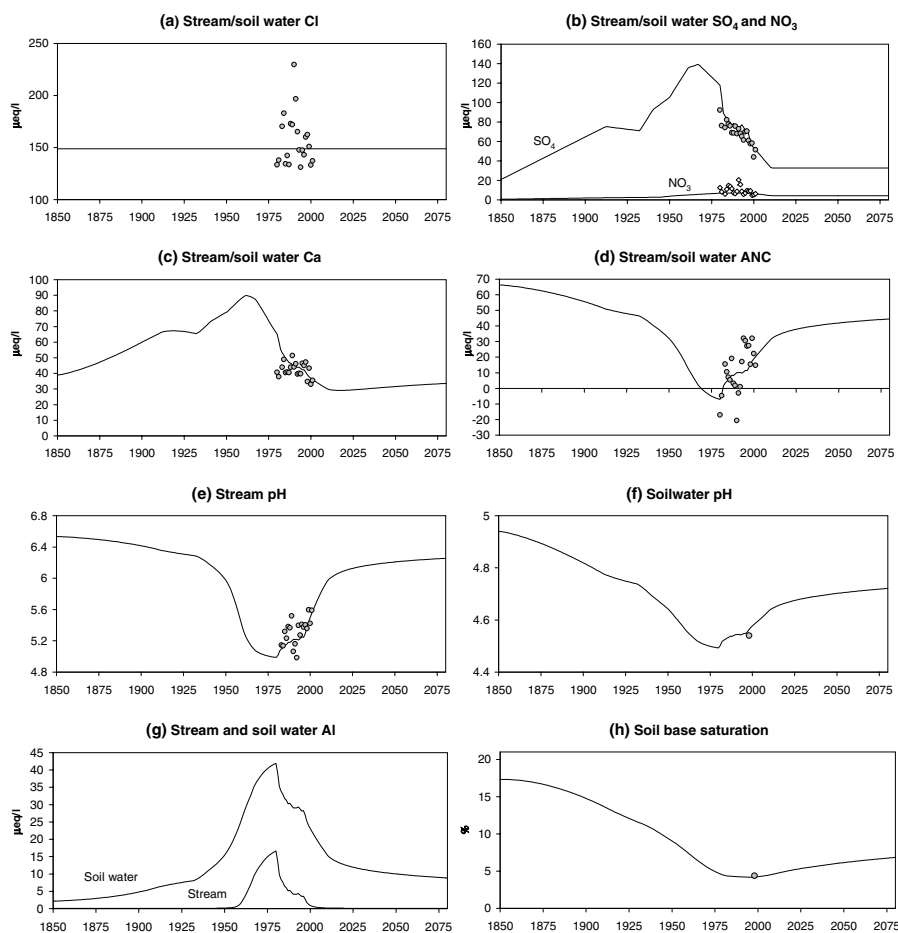 (a) Stream/soil water Cl
250
200
150
100
µeq/l
1850 1875 1900 1925 1950 1975 2000 2025 2050 2075
(b) Stream/soil water SO4 and NO3
160
140
120
100
80
60
40
20
0
µeq/l
SO4
NO3
1850 1875 1900 1925 1950 1975 2000 2025 2050 2075
(c) Stream/soil water Ca
100
90
80
70
60
50
40
30
20
10
0
µeq/l
1850 1875 1900 1925 1950 1975 2000 2025 2050 2075
(d) Stream/soil water ANC
70
60
50
40
30
20
10
0
-10
-20
-30
µeq/l
1850 1875 1900 1925 1950 1975 2000 2025 2050 2075
(e) Stream pH
6.8
6.4
6
5.6
5.2
4.8
1850 1875 1900 1925 1950 1975 2000 2025 2050 2075
(f) Soilwater pH
5
4.8
4.6
4.4
1850 1875 1900 1925 1950 1975 2000 2025 2050 2075
(g) Stream and soil water Al
45
40
35
30
25
20
15
10
5
0
µeq/l
Soil water
Stream
1850 1875 1900 1925 1950 1975 2000 2025 2050 2075
(h) Soil base saturation
20
15
10
5
0
%
1850 1875 1900 1925 1950 1975 2000 2025 2050 2075